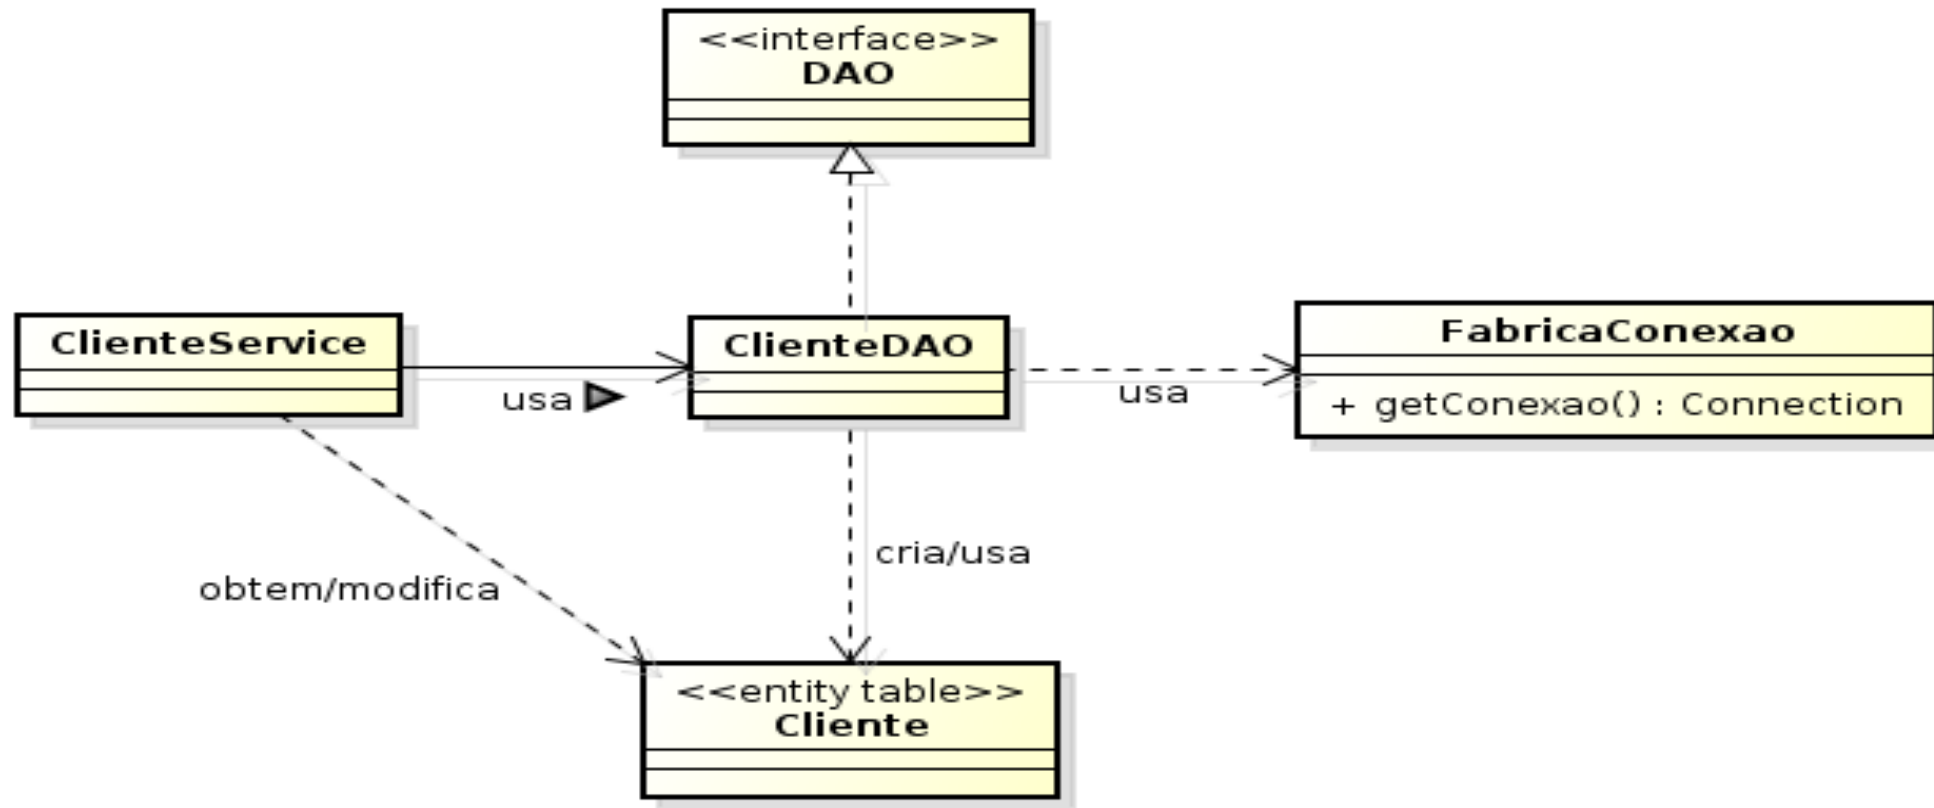 <<interface>>
DAO
ClienteService
ClienteDAO
FabricaConexao
+ getConexao() : Connection
usa
usa
cria/usa
obtem/modifica
<<entity table>>
Cliente